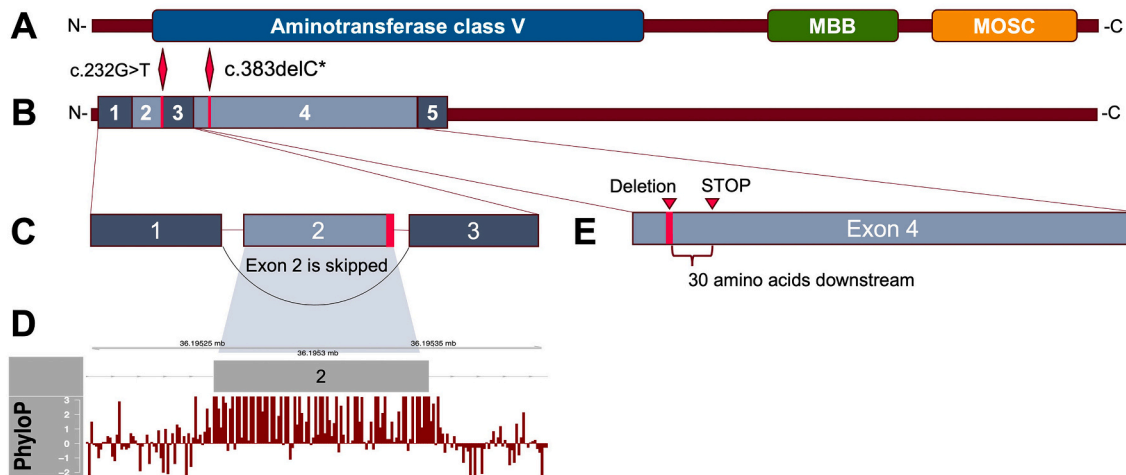 A
N-
Aminotransferase class V
MBB
MOSC
-C
c.232G>T
c.383delC*
B
N-
1
2
3
4
5
-C
Deletion
STOP
C
1
2
3
Exon 2 is skipped
E
Exon 4
30 amino acids downstream
D
36.19525 mb
36.19535 mb
36.1953 mb
2
PhyloP
3
2
1
0
−1
−2